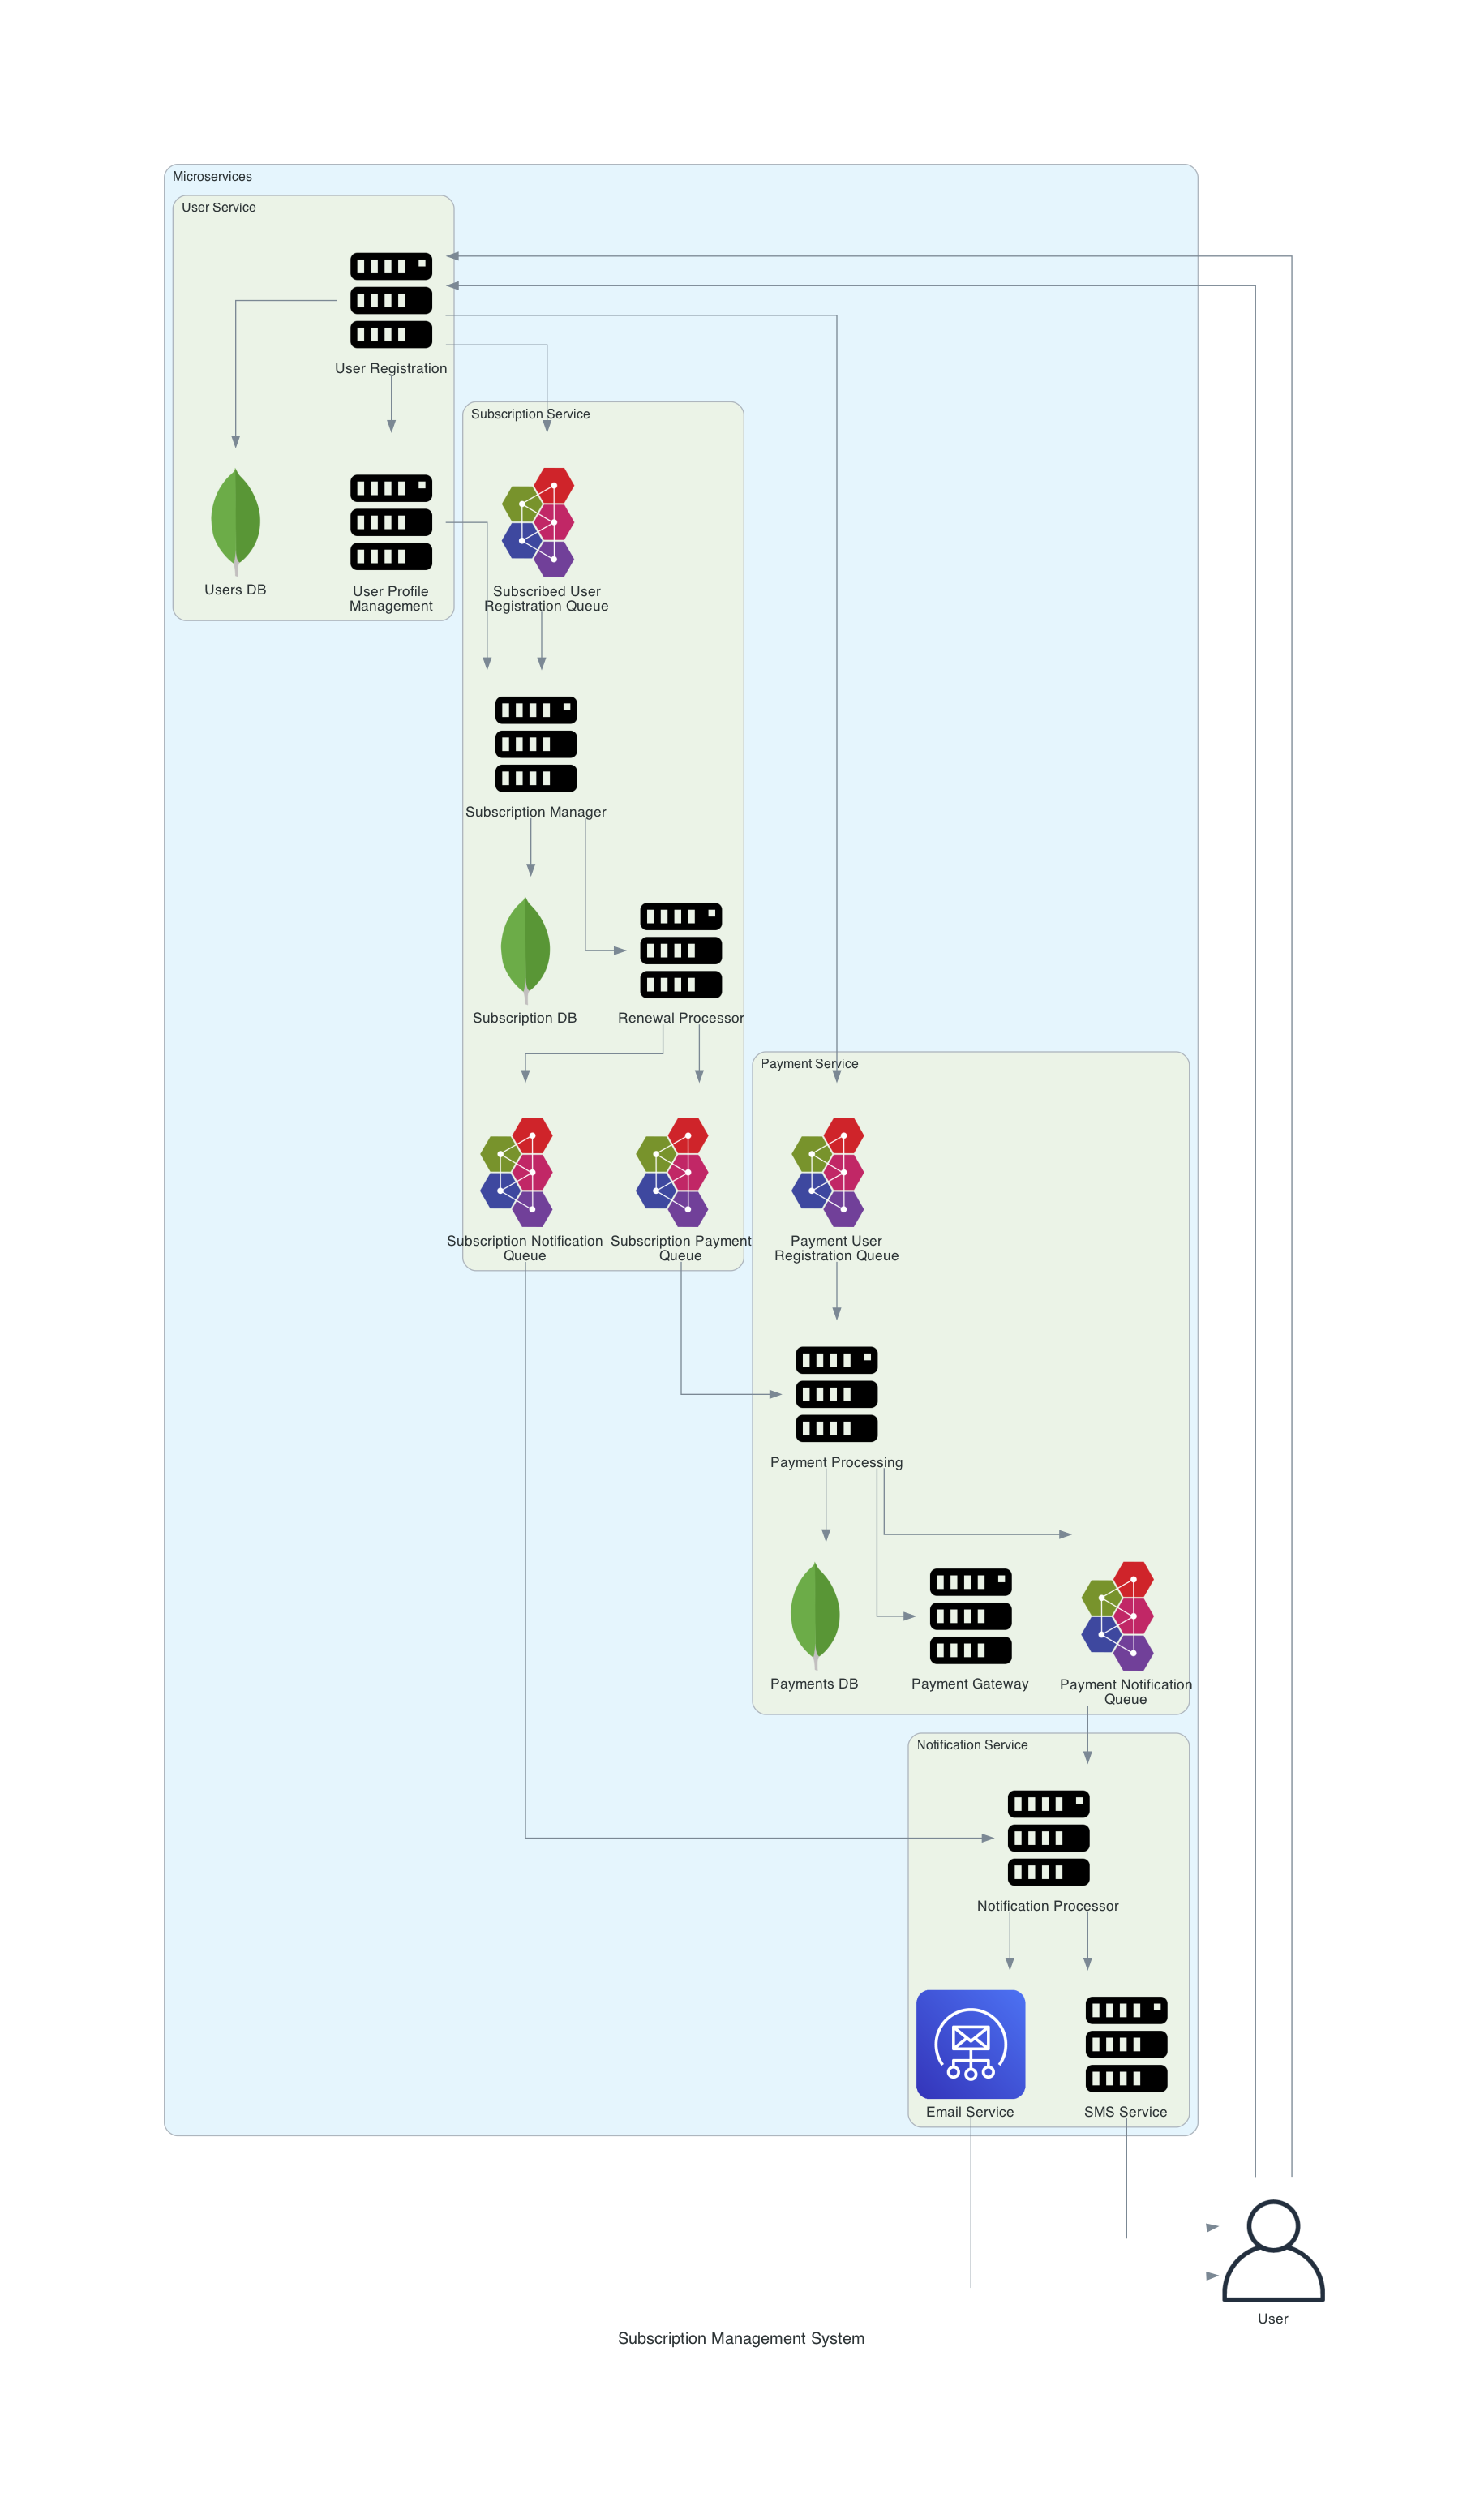 Microservices
User Service
User Registration
Users DB
User Profile
Management
Subscription Service
Subscribed User
Registration Queue
Subscription Manager
Subscription DB
Renewal Processor
Subscription Notification
Queue
Subscription Payment
Queue
Payment Service
Payment User
Registration Queue
Payment Processing
Payments DB
Payment Gateway
Payment Notification
Queue
Notification Service
Notification Processor
Email Service
SMS Service
User
Subscription Management System